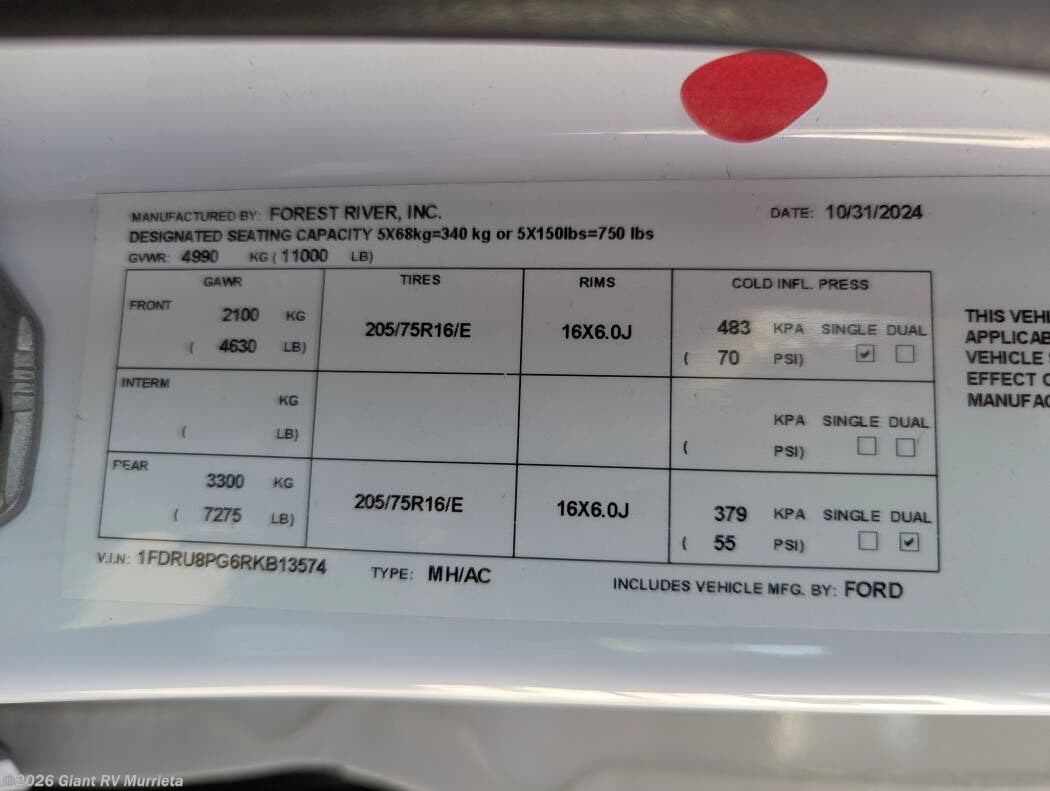 MANUFACTURED BY: FOREST RIVER, INC. DATE: 10/31/2024
DESIGNATED SEATING CAPACITY 5X68kg=340 kg or 5X150lbs=750 lbs
GVWR: 4990 KG ( 11000 LB)
GAWR TIRES RIMS COLD INFL. PRESS
FRONT 2100 KG 205/75R16/E 16X6.0J 483 KPA SINGLE DUAL
( 4630 LB) ( 70 PSI)
INTERM KG KPA SINGLE DUAL
( LB) ( PSI)
REAR 3300 KG 205/75R16/E 16X6.0J 379 KPA SINGLE DUAL
( 7275 LB) ( 55 PSI)
V.I.N: 1FDRU8PG6RKB13574 TYPE: MH/AC INCLUDES VEHICLE MFG. BY: FORD
THIS VEHI
APPLICAB
VEHICLE
EFFECT
MANUFAC
©2026 Giant RV Murrieta